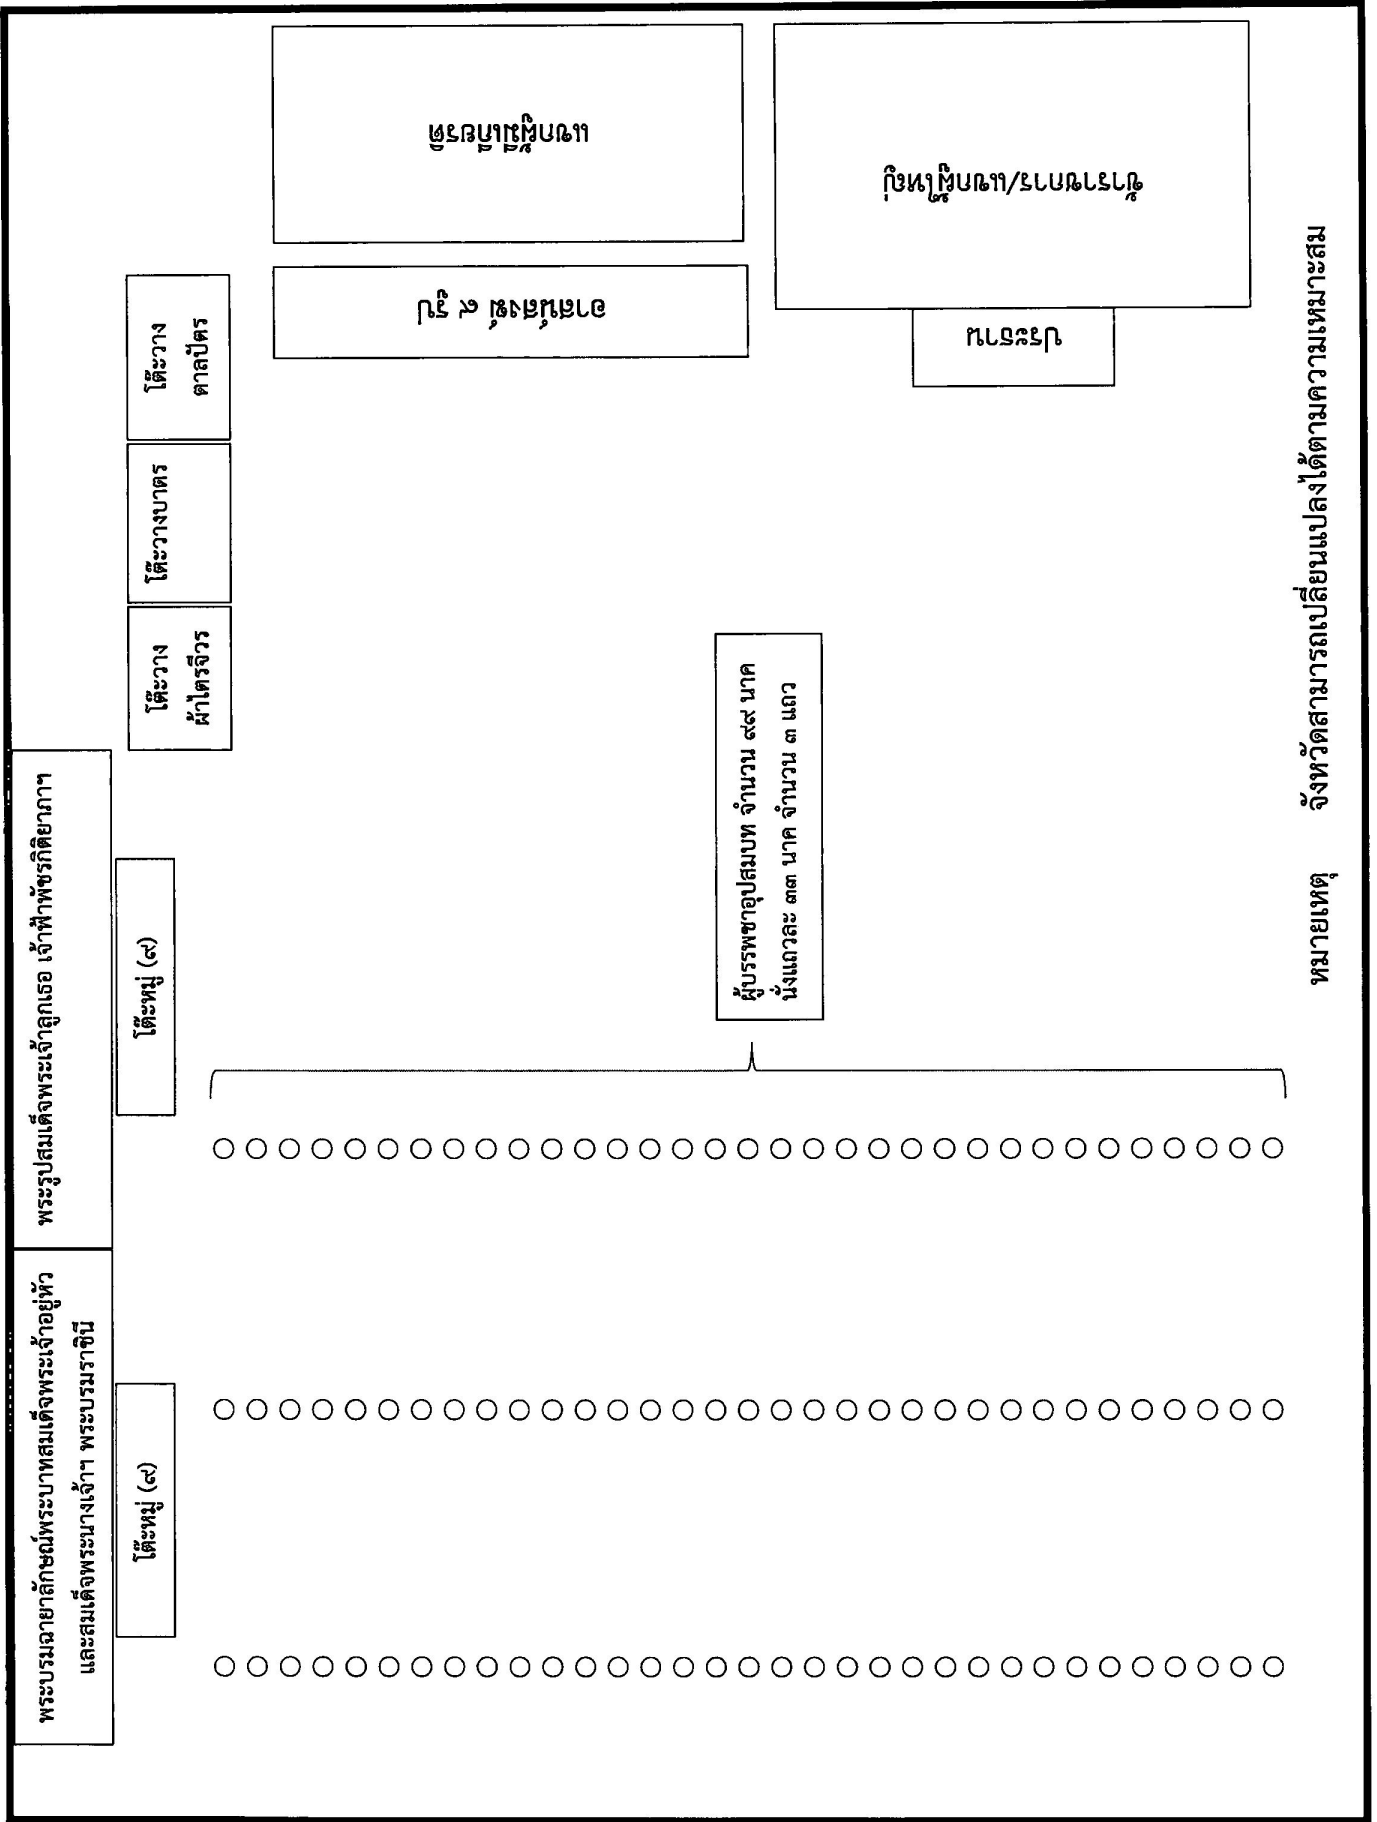 พระบรมฉายาลักษณ์พระบาทสมเด็จพระเจ้าอยู่หัว
และสมเด็จพระนางเจ้าฯ พระบรมราชินี
พระรูปสมเด็จพระเจ้าลูกเธอ เจ้าฟ้าพัชรกิติยาภาฯ
โต๊ะหมู่ (๙)
โต๊ะหมู่ (๙)
โต๊ะวาง
ผ้าไตรจีวร
โต๊ะวางบาตร
โต๊ะวาง
ตาลปัตร
อาสน์สงฆ์ ๙ รูป
แขกผู้มีเกียรติ
ผู้บรรพชาอุปสมบท จำนวน ๙๙ นาค
นั่งแถวละ ๓๓ นาค จำนวน ๓ แถว
ประธาน
ข้าราชการ/แขกผู้ใหญ่
หมายเหตุ จังหวัดสามารถเปลี่ยนแปลงได้ตามความเหมาะสม